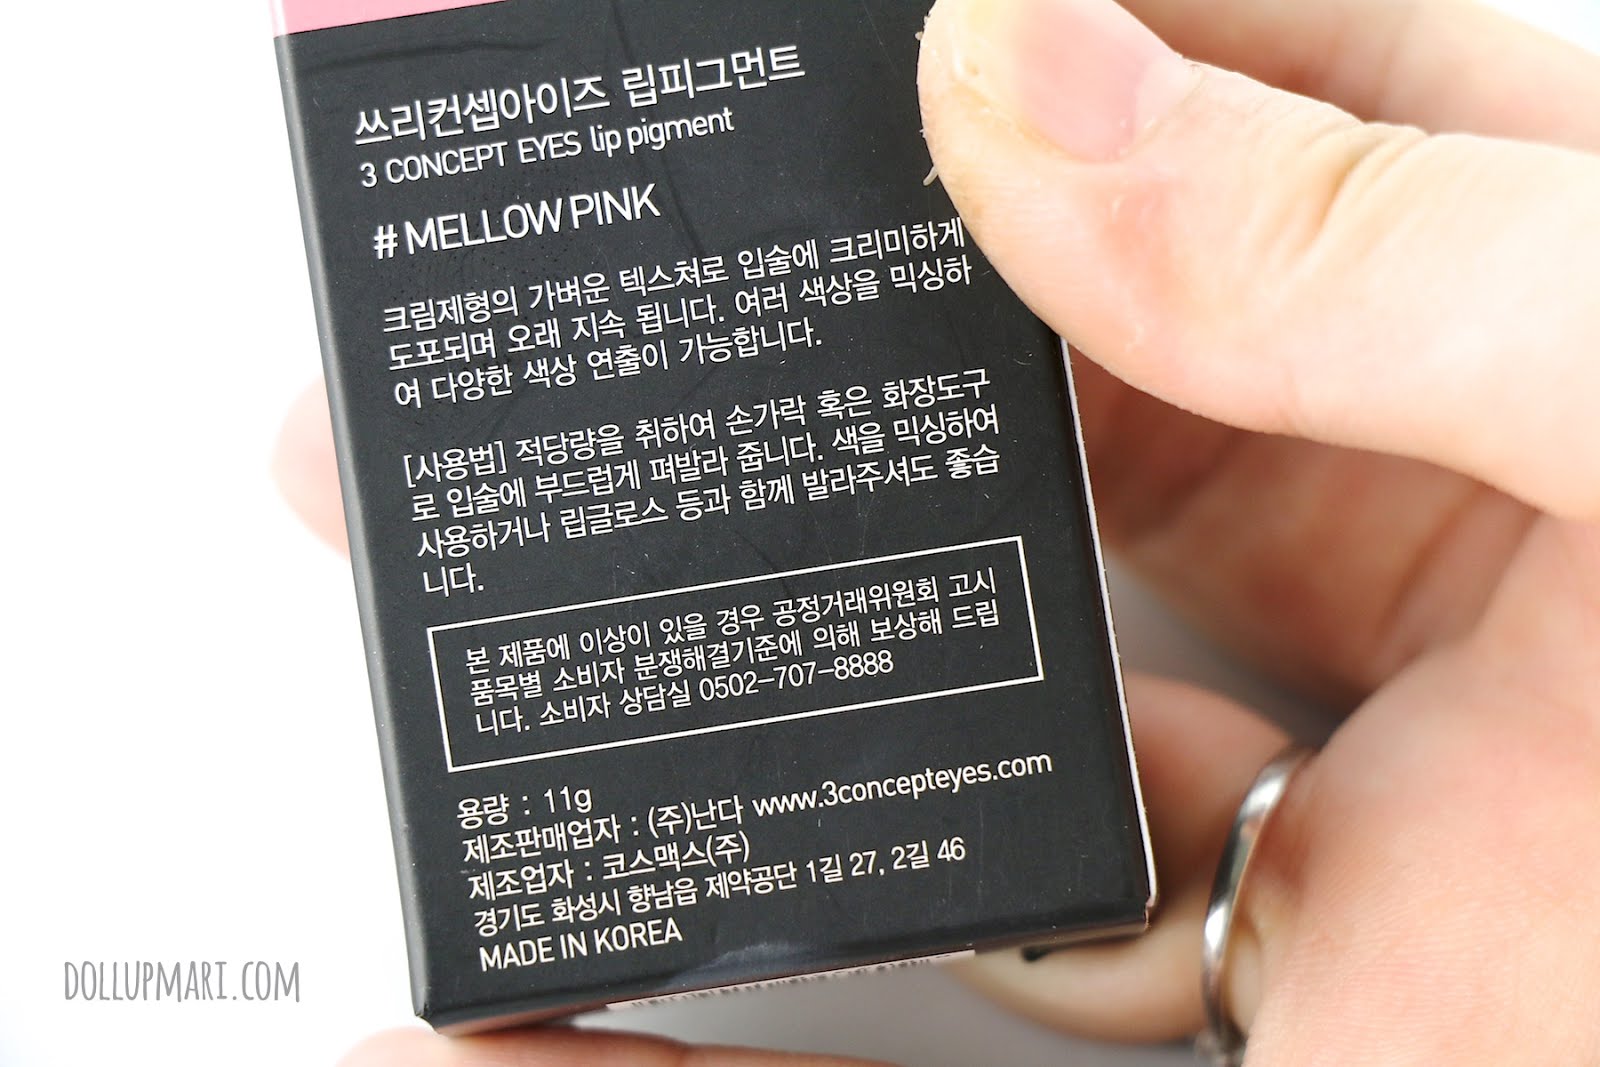 쓰리컨셉아이즈 립피그먼트
3 CONCEPT EYES lip pigment
# MELLOW PINK
크림제형의 가벼운 텍스쳐로 입술에 크리미하게
도포되며 오래 지속 됩니다. 여러 색상을 믹싱하
여 다양한 색상 연출이 가능합니다.
[사용법] 적당량을 취하여 손가락 혹은 화장도구
로 입술에 부드럽게 펴발라 줍니다. 색을 믹싱하여
사용하거나 립글로스 등과 함께 발라주셔도 좋습
니다.
본 제품에 이상이 있을 경우 공정거래위원회 고시
품목별 소비자 분쟁해결기준에 의해 보상해 드립
니다. 소비자 상담실 0502-707-8888
용량 : 11g
제조판매업자 : (주)난다 www.3concepteyes.com
제조업자 : 코스맥스(주)
경기도 화성시 향남읍 제약공단 1길 27, 2길 46
MADE IN KOREA
DOLLUPMARI.COM